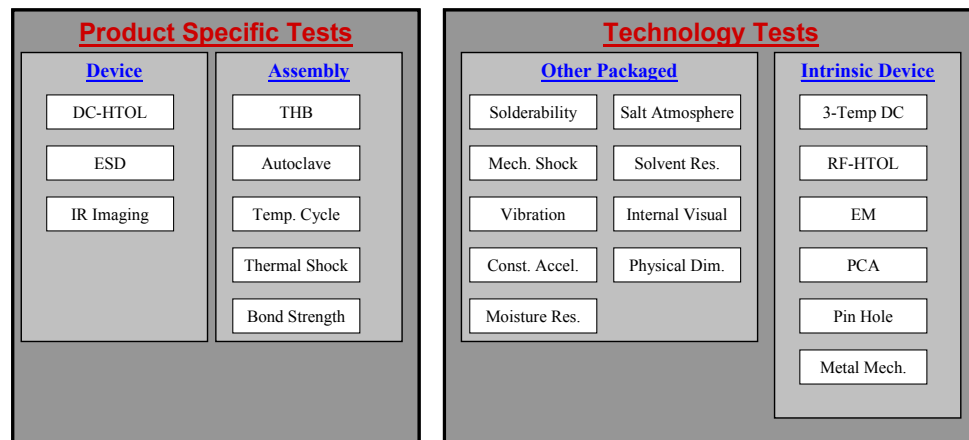 Product Specific Tests
Device
DC-HTOL
ESD
IR Imaging
Assembly
THB
Autoclave
Temp. Cycle
Thermal Shock
Bond Strength
Technology Tests
Other Packaged
Solderability
Salt Atmosphere
Mech. Shock
Solvent Res.
Vibration
Internal Visual
Const. Accel.
Physical Dim.
Moisture Res.
Intrinsic Device
3-Temp DC
RF-HTOL
EM
PCA
Pin Hole
Metal Mech.